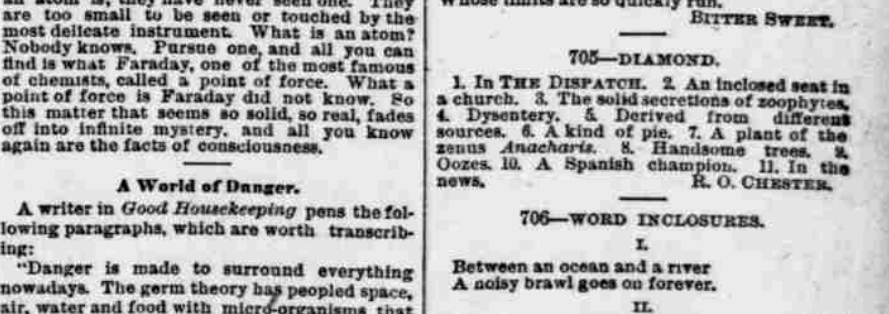 an atom is, they have never seen one. They
are too small to be seen or touched by the
most delicate instrument. What is an atom?
Nobody knows. Pursue one, and all you can
find is what Faraday, one of the most famous
of chemists, called a point of force. What a
point of force is Faraday did not know. So
this matter that seems so solid, so real, fades
off into infinite mystery, and all you know
again are the facts of consciousness.
A World of Danger.
A writer in Good Housekeeping pens the fol-
lowing paragraphs, which are worth transcrib-
ing:
"Danger is made to surround everything
nowadays. The germ theory has peopled space,
air, water and food with micro-organisms that
Whose limits are so quickly run.
BITTER SWEET.
705—DIAMOND.
1. In THE DISPATCH. 2. An inclosed seat in
a church. 3. The solid secretions of zoophytes.
4. Dysentery. 5. Derived from different
sources. 6. A kind of pie. 7. A plant of the
genus Anacharis. 8. Handsome trees. 9.
Oozes. 10. A Spanish champion. 11. In the
news.
R. O. CHESTER.
706—WORD INCLOSURES.
I.
Between an ocean and a river
A noisy brawl goes on forever.
II.